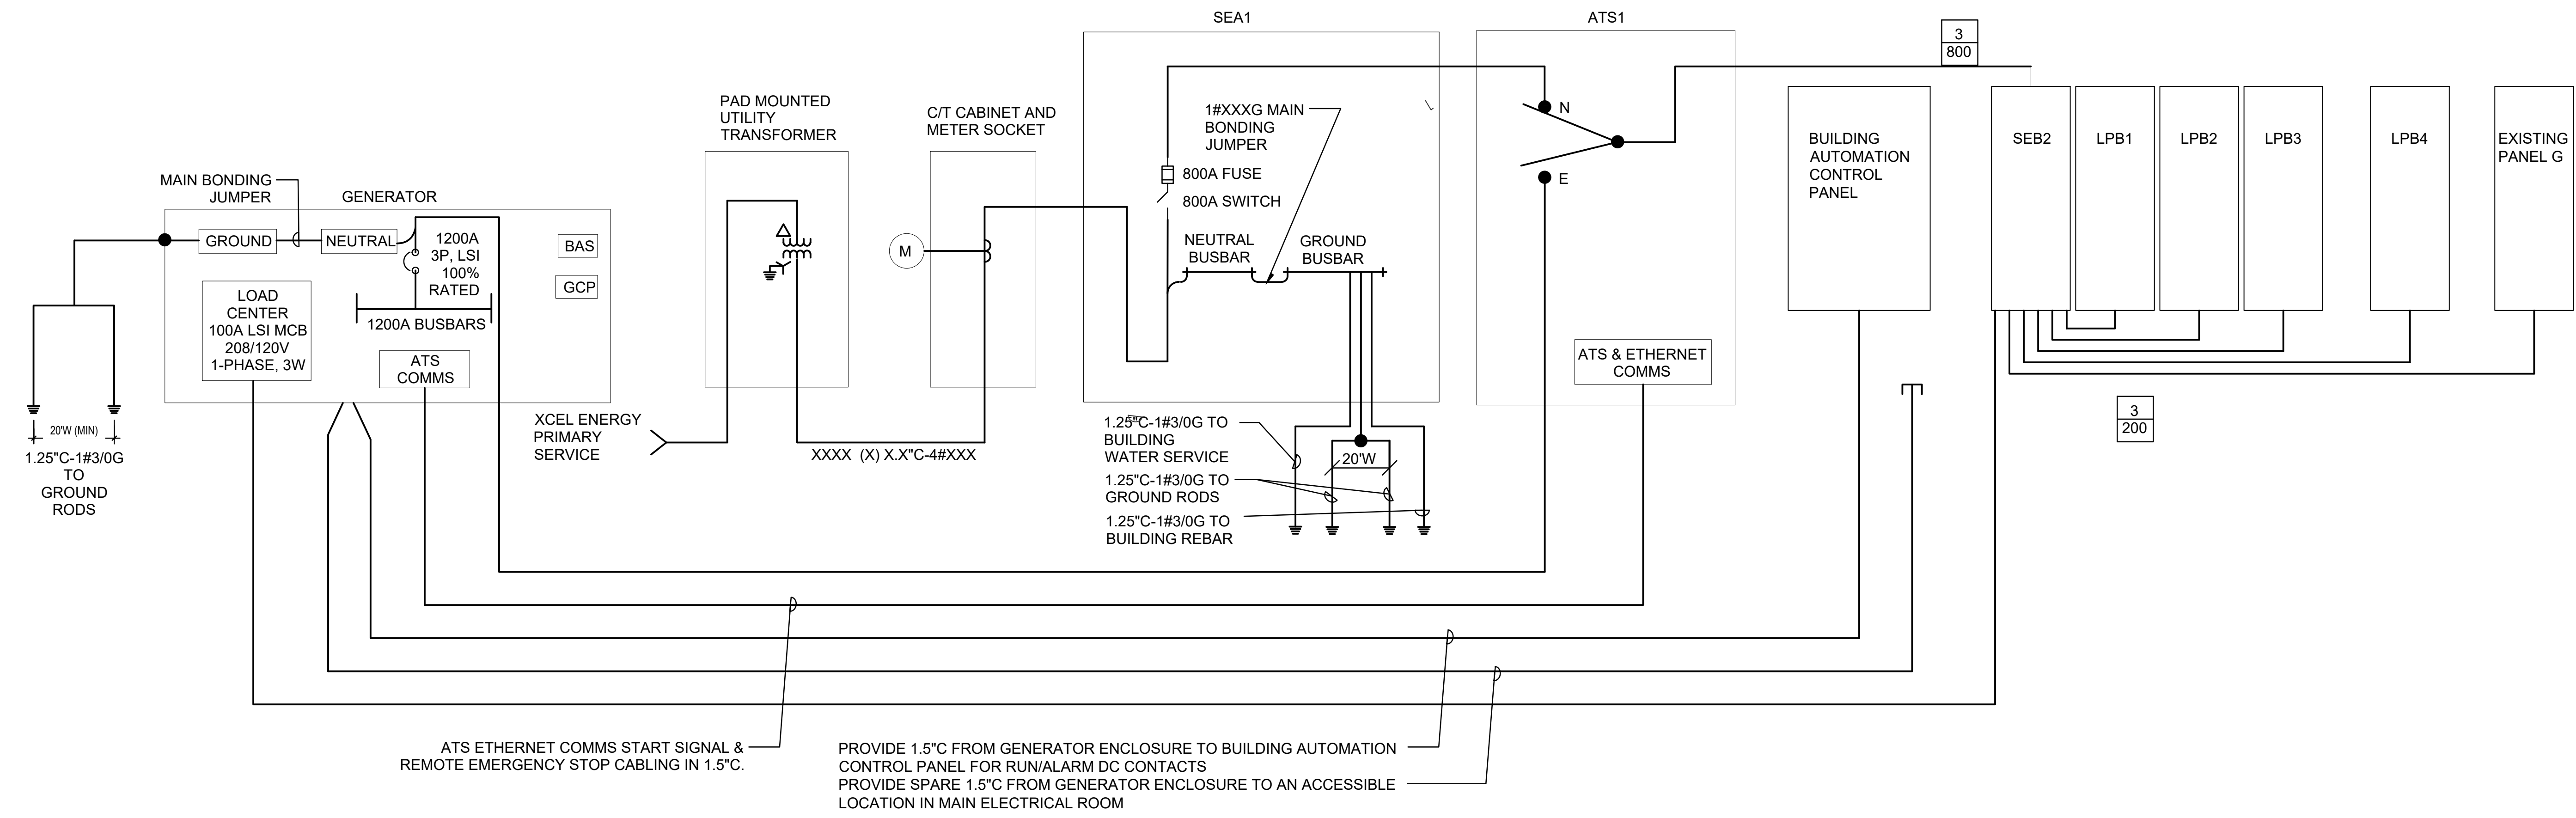 SEA1
ATS1
3
800
PAD MOUNTED
UTILITY
TRANSFORMER
C/T CABINET AND
METER SOCKET
1#XXXG MAIN
BONDING
JUMPER
N
E
800A FUSE
800A SWITCH
NEUTRAL
BUSBAR
GROUND
BUSBAR
BUILDING
AUTOMATION
CONTROL
PANEL
SEB2
LPB1
LPB2
LPB3
LPB4
EXISTING
PANEL G
MAIN BONDING
JUMPER
GENERATOR
GROUND
NEUTRAL
1200A
3P, LSI
100%
RATED
BAS
GCP
M
LOAD
CENTER
100A LSI MCB
208/120V
1-PHASE, 3W
1200A BUSBARS
ATS
COMMS
ATS & ETHERNET
COMMS
20'W (MIN)
1.25"C-1#3/0G
TO
GROUND
RODS
XCEL ENERGY
PRIMARY
SERVICE
XXXX (X) X.X"C-4#XXX
1.25"C-1#3/0G TO
BUILDING
WATER SERVICE
20'W
1.25"C-1#3/0G TO
GROUND RODS
1.25"C-1#3/0G TO
BUILDING REBAR
3
200
ATS ETHERNET COMMS START SIGNAL &
REMOTE EMERGENCY STOP CABLING IN 1.5"C.
PROVIDE 1.5"C FROM GENERATOR ENCLOSURE TO BUILDING AUTOMATION
CONTROL PANEL FOR RUN/ALARM DC CONTACTS
PROVIDE SPARE 1.5"C FROM GENERATOR ENCLOSURE TO AN ACCESSIBLE
LOCATION IN MAIN ELECTRICAL ROOM